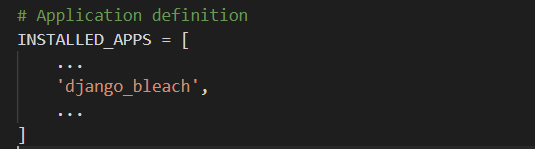 # Application definition
INSTALLED_APPS = [
    ...
    'django_bleach',
    ...
]